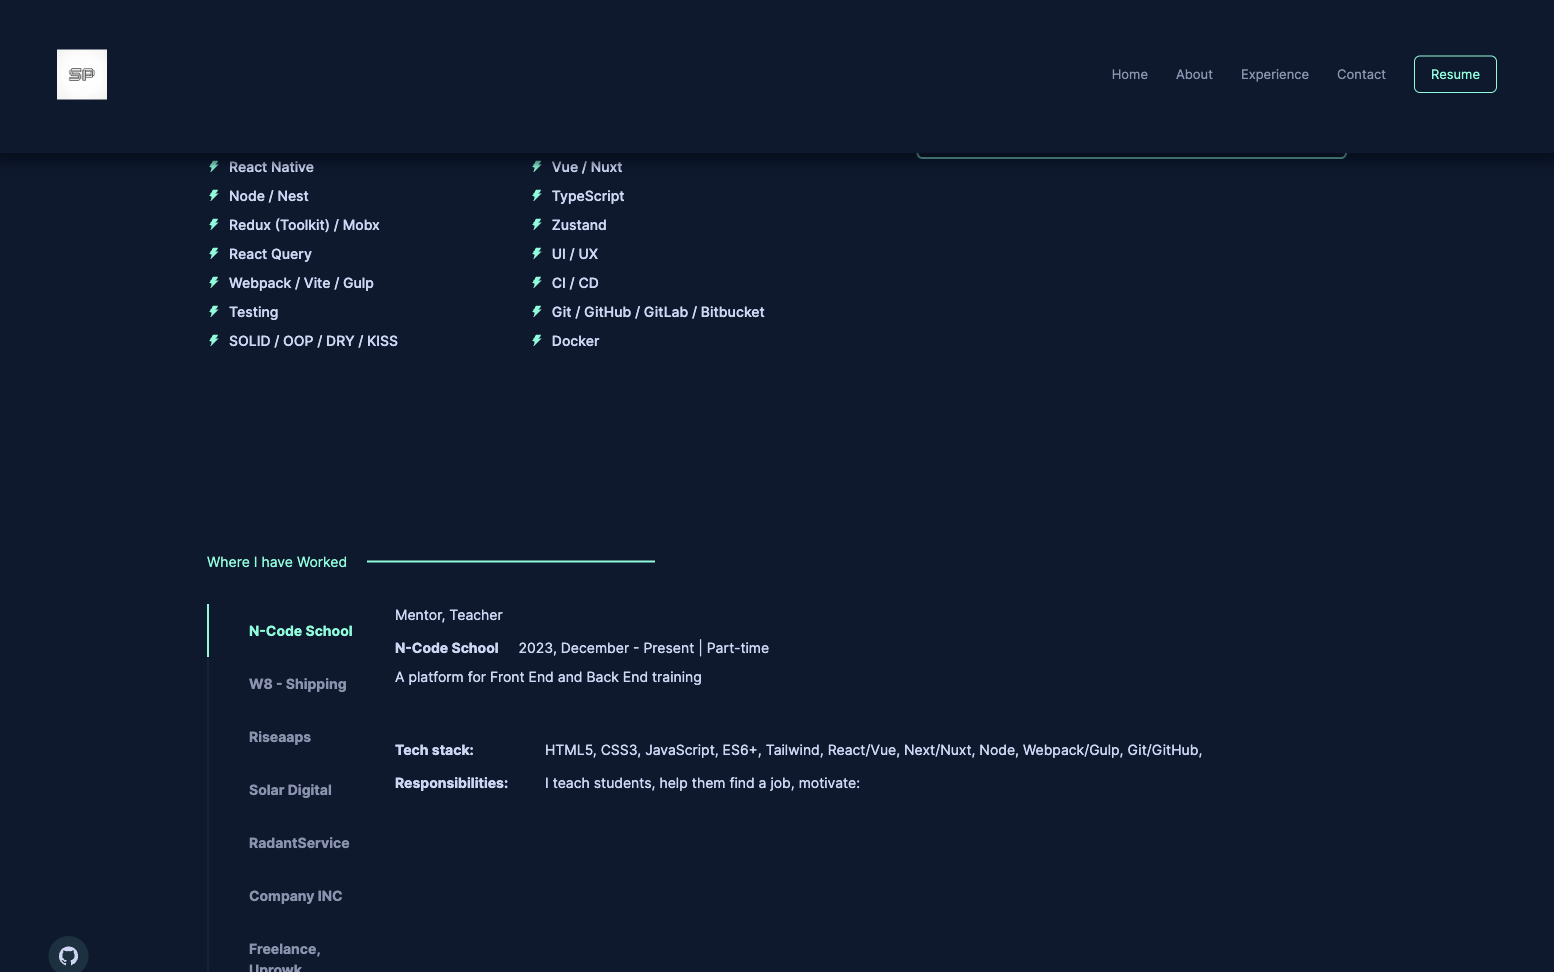 SP
Home
About
Experience
Contact
Resume
React Native
Node / Nest
Redux (Toolkit) / Mobx
React Query
Webpack / Vite / Gulp
Testing
SOLID / OOP / DRY / KISS
Vue / Nuxt
TypeScript
Zustand
UI / UX
CI / CD
Git / GitHub / GitLab / Bitbucket
Docker
Where I have Worked
N-Code School
W8 - Shipping
Riseaaps
Solar Digital
RadantService
Company INC
Freelance,
Uprowk
Mentor, Teacher
N-Code School 2023, December - Present | Part-time
A platform for Front End and Back End training
Tech stack: HTML5, CSS3, JavaScript, ES6+, Tailwind, React/Vue, Next/Nuxt, Node, Webpack/Gulp, Git/GitHub,
Responsibilities: I teach students, help them find a job, motivate: